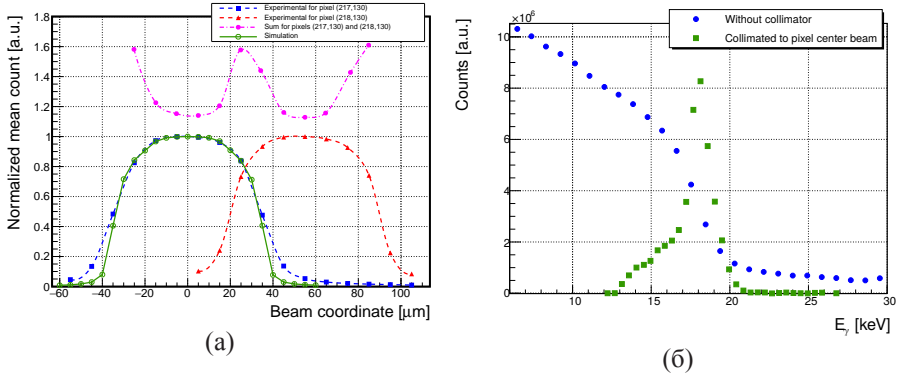 Experimental for pixel (217,130)
Experimental for pixel (218,130)
Sum for pixels (217,130) and (218,130)
Simulation
Normalized mean count [a.u.]
1.8
1.6
1.4
1.2
1
0.8
0.6
0.4
0.2
0
-60 -40 -20 0 20 40 60 80 100
Beam coordinate [μm]
(а)
×10⁶
Without collimator
Collimated to pixel center beam
Counts [a.u.]
10
8
6
4
2
0
10 15 20 25 30
Eγ [keV]
(б)